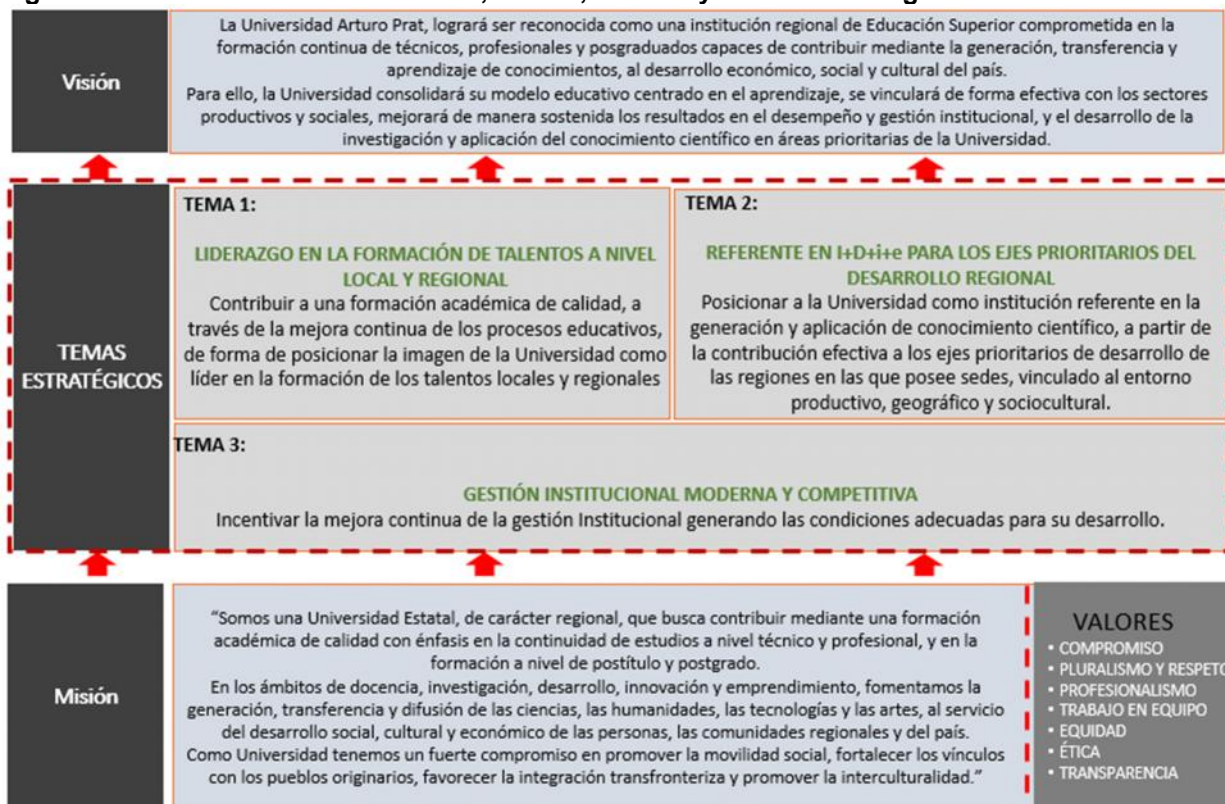 La Universidad Arturo Prat, logrará ser reconocida como una institución regional de Educación Superior comprometida en la
formación continua de técnicos, profesionales y posgraduados capaces de contribuir mediante la generación, transferencia y
aprendizaje de conocimientos, al desarrollo económico, social y cultural del país.
Visión
Para ello, la Universidad consolidará su modelo educativo centrado en el aprendizaje, se vinculará de forma efectiva con los sectores
productivos y sociales, mejorará de manera sostenida los resultados en el desempeño y gestión institucional, y el desarrollo de la
investigación y aplicación del conocimiento científico en áreas prioritarias de la Universidad.
TEMAS
ESTRATÉGICOS
TEMA 1:
LIDERAZGO EN LA FORMACIÓN DE TALENTOS A NIVEL
LOCAL Y REGIONAL
Contribuir a una formación académica de calidad, a
través de la mejora continua de los procesos educativos,
de forma de posicionar la imagen de la Universidad como
líder en la formación de los talentos locales y regionales
TEMA 2:
REFERENTE EN I+D+i+e PARA LOS EJES PRIORITARIOS DEL
DESARROLLO REGIONAL
Posicionar a la Universidad como institución referente en la
generación y aplicación de conocimiento científico, a partir de
la contribución efectiva a los ejes prioritarios de desarrollo de
las regiones en las que posee sedes, vinculado al entorno
productivo, geográfico y sociocultural.
TEMA 3:
GESTIÓN INSTITUCIONAL MODERNA Y COMPETITIVA
Incentivar la mejora continua de la gestión Institucional generando las condiciones adecuadas para su desarrollo.
Misión
“Somos una Universidad Estatal, de carácter regional, que busca contribuir mediante una formación
académica de calidad con énfasis en la continuidad de estudios a nivel técnico y profesional, y en la
formación a nivel de postítulo y postgrado.
En los ámbitos de docencia, investigación, desarrollo, innovación y emprendimiento, fomentamos la
generación, transferencia y difusión de las ciencias, las humanidades, las tecnologías y las artes, al servicio
del desarrollo social, cultural y económico de las personas, las comunidades regionales y del país.
Como Universidad tenemos un fuerte compromiso en promover la movilidad social, fortalecer los vínculos
con los pueblos originarios, favorecer la integración transfronteriza y promover la interculturalidad.”
VALORES
▪ COMPROMISO
▪ PLURALISMO Y RESPETO
▪ PROFESIONALISMO
▪ TRABAJO EN EQUIPO
▪ EQUIDAD
▪ ÉTICA
▪ TRANSPARENCIA